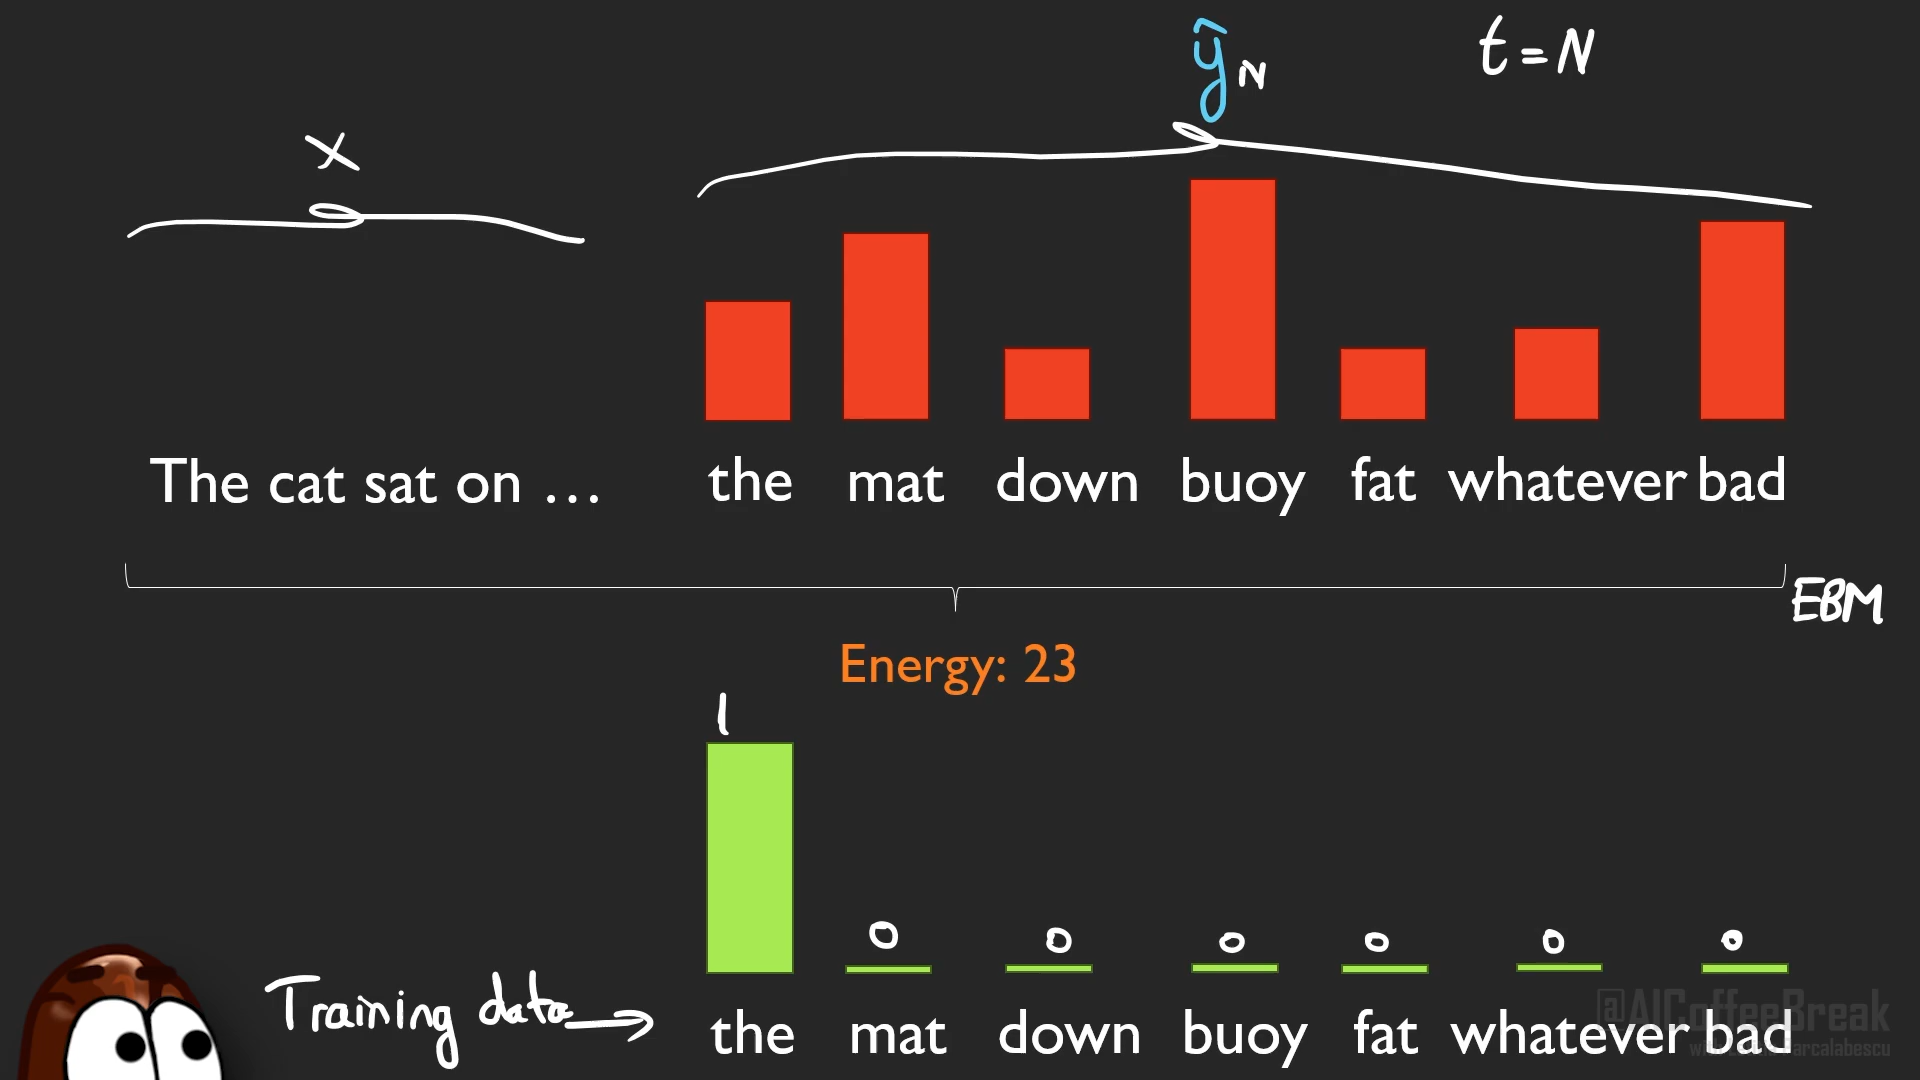 ŷ N
t = N
x
The cat sat on … the mat down buoy fat whatever bad
EBM
Energy: 23
1
0 0 0 0 0 0
Training data → the mat down buoy fat whatever bad
@AICoffeeBreak